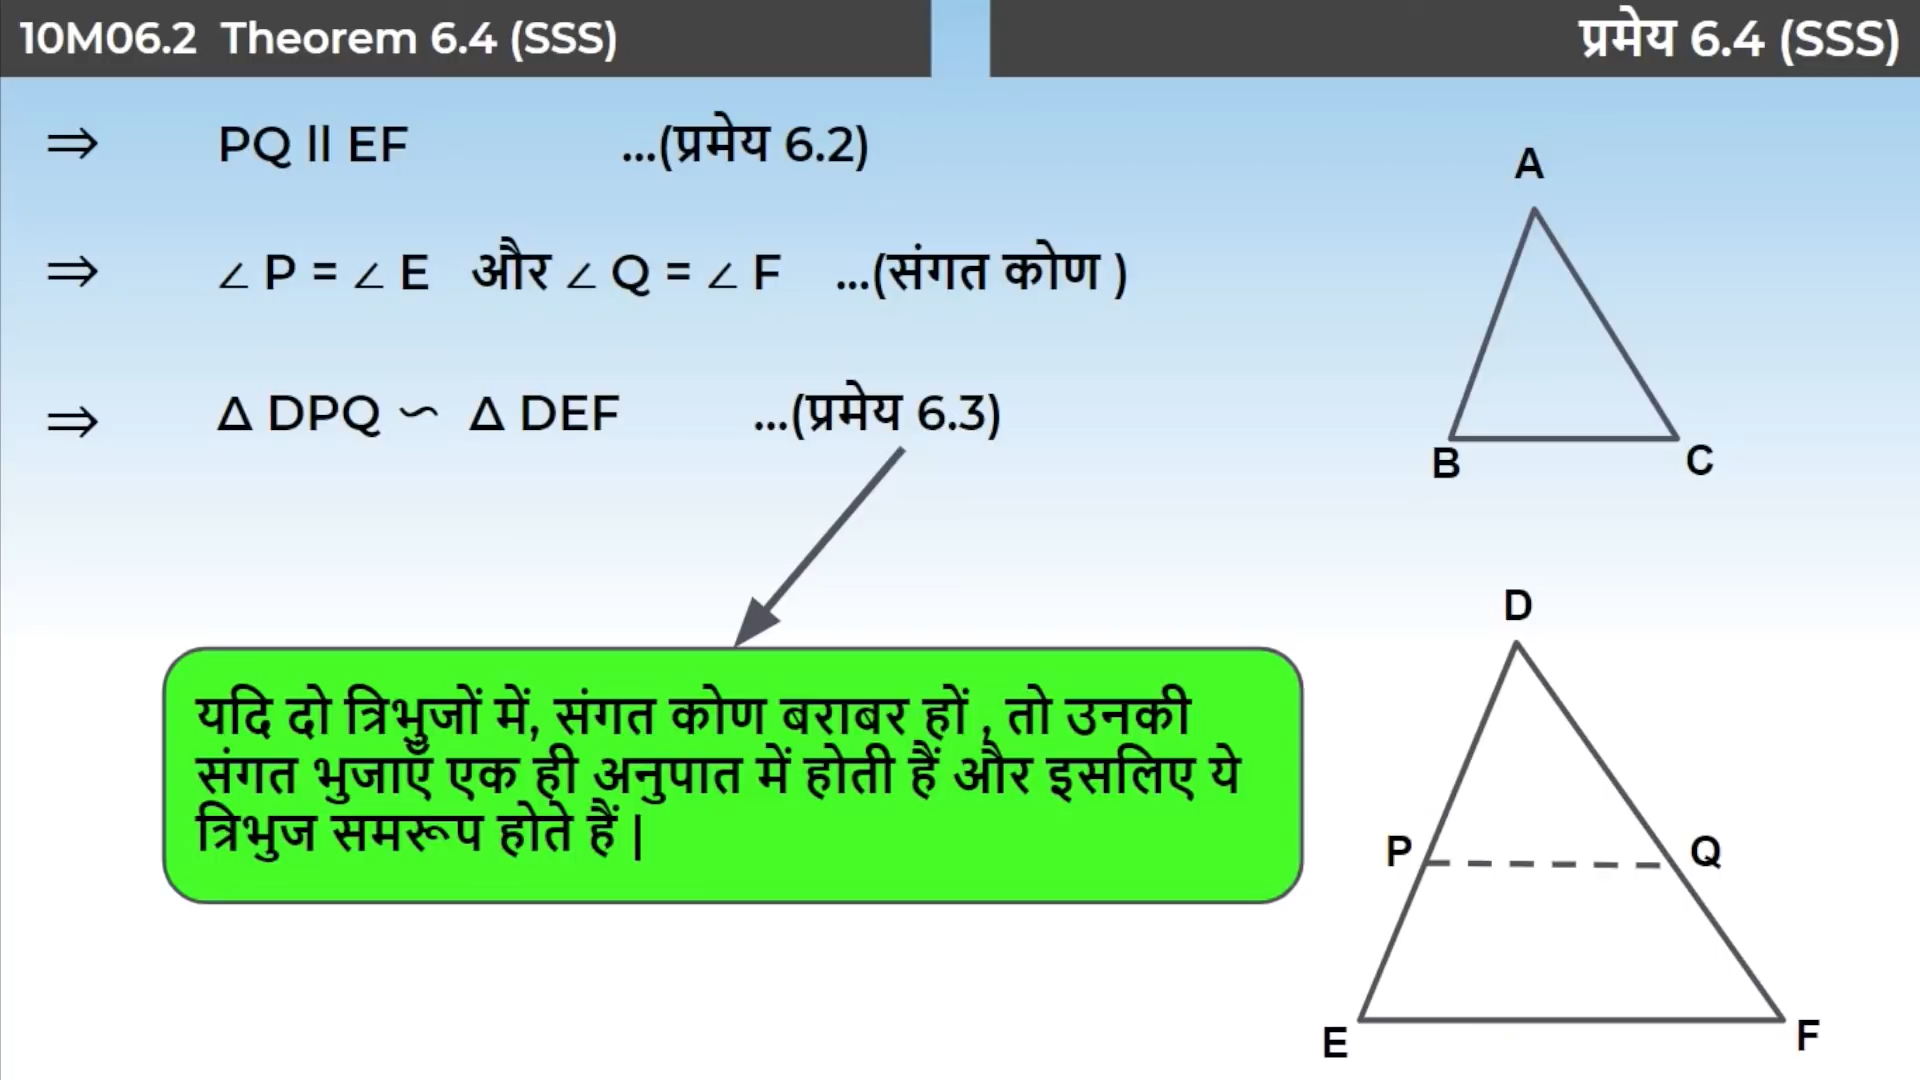 10M06.2 Theorem 6.4 (SSS)
प्रमेय 6.4 (SSS)
⇒ PQ ll EF ...(प्रमेय 6.2)
⇒ ∠ P = ∠ E और ∠ Q = ∠ F ...(संगत कोण )
⇒ Δ DPQ ∽ Δ DEF ...(प्रमेय 6.3)
यदि दो त्रिभुजों में, संगत कोण बराबर हों , तो उनकी
संगत भुजाएँ एक ही अनुपात में होती हैं और इसलिए ये
त्रिभुज समरूप होते हैं |
A
B
C
D
P
Q
E
F